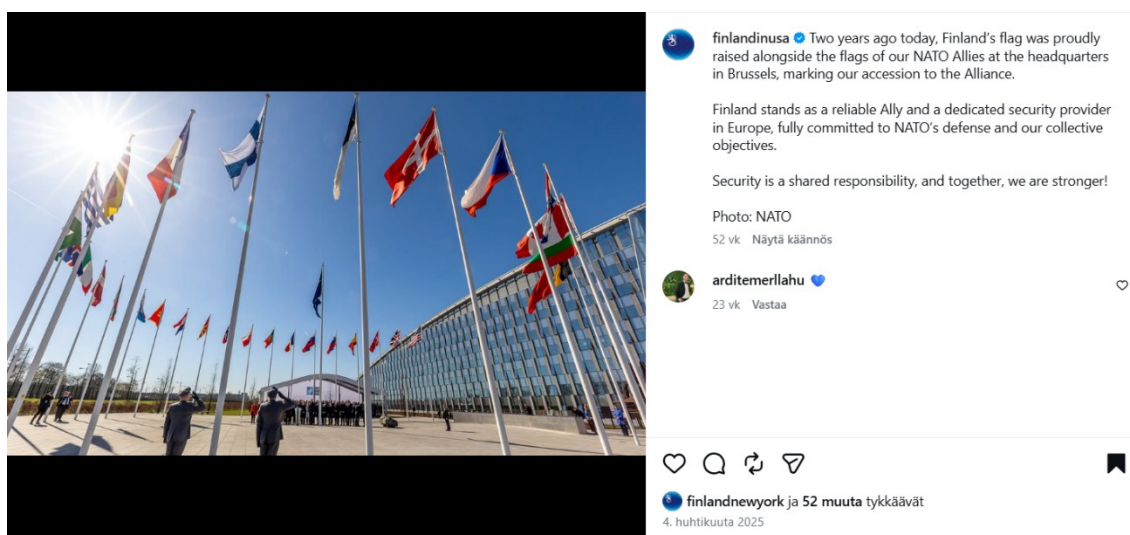 finlandinusa Two years ago today, Finland's flag was proudly
raised alongside the flags of our NATO Allies at the headquarters
in Brussels, marking our accession to the Alliance.
Finland stands as a reliable Ally and a dedicated security provider
in Europe, fully committed to NATO's defense and our collective
objectives.
Security is a shared responsibility, and together, we are stronger!
Photo: NATO
52 vk Näytä käännös
arditemerllahu 💙
23 vk Vastaa
finlandnewyork ja 52 muuta tykkäävät
4. huhtikuuta 2025